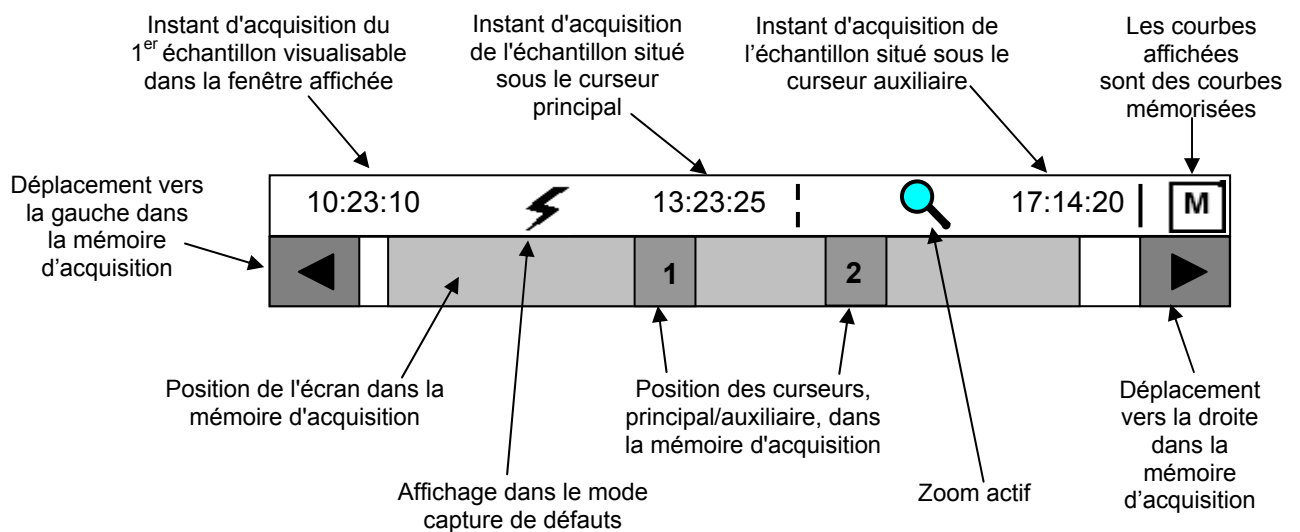 Instant d'acquisition du
1er échantillon visualisable
dans la fenêtre affichée
Instant d'acquisition
de l'échantillon situé
sous le curseur
principal
Instant d'acquisition de
l’échantillon situé sous le
curseur auxiliaire
Les courbes
affichées
sont des courbes
mémorisées
Déplacement vers
la gauche dans
la mémoire
d’acquisition
10:23:10 13:23:25 17:14:20 M
1 2
Position de l'écran dans la
mémoire d'acquisition
Position des curseurs,
principal/auxiliaire, dans
la mémoire d'acquisition
Déplacement
vers la droite
dans la
mémoire
d’acquisition
Affichage dans le mode
capture de défauts
Zoom actif